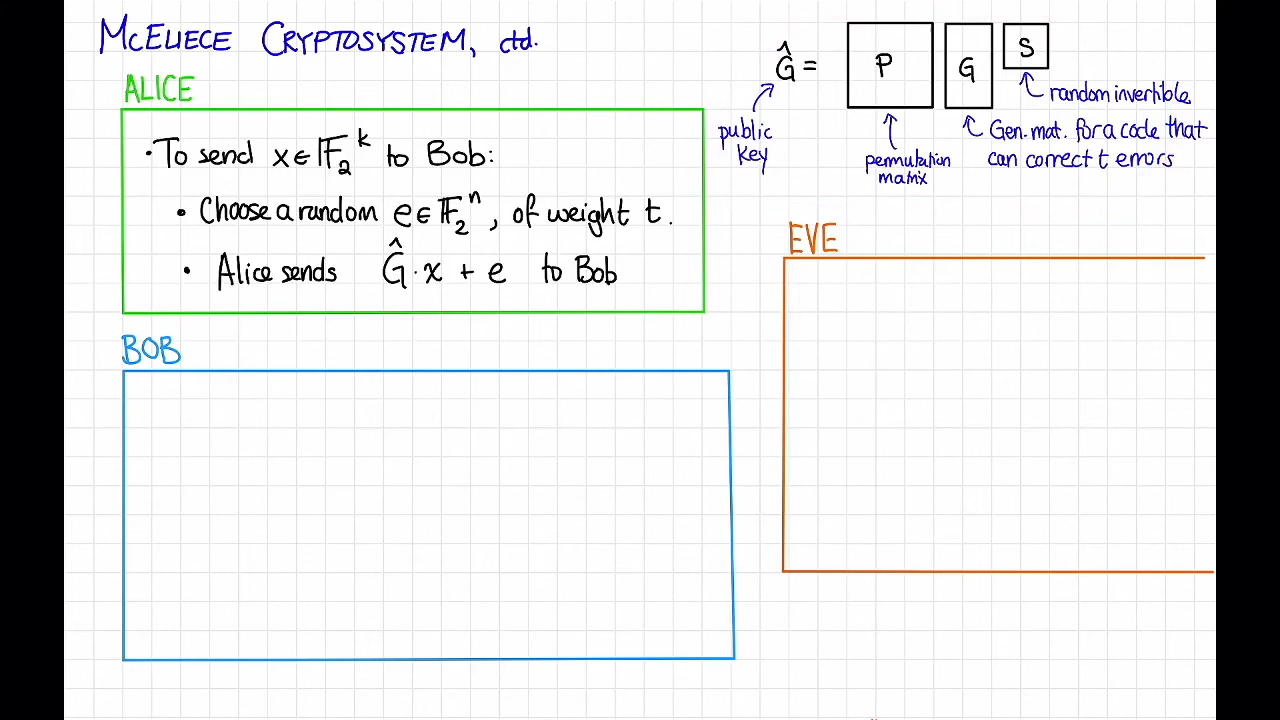 McEliece Cryptosystem, ctd.
ALICE
· To send x ∈ 𝔽₂ᵏ to Bob:
• Choose a random e ∈ 𝔽₂ⁿ, of weight t.
• Alice sends Ĝ·x + e to Bob
BOB
Ĝ = P G S
public key
permutation matrix
random invertible
Gen. mat. for a code that
can correct t errors
EVE